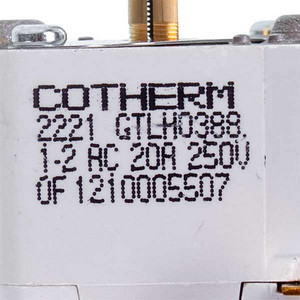 COTHERM
2221 GTLH0388
1-2 AC 20A 250V
OF 1210005507